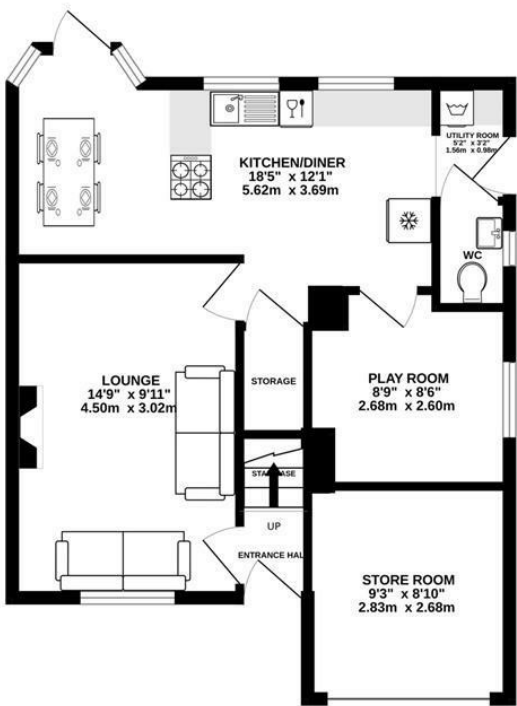 KITCHEN/DINER
18'5" x 12'1"
5.62m x 3.69m
UTILITY ROOM
5'2" x 3'2"
1.56m x 0.98m
WC
LOUNGE
14'9" x 9'11"
4.50m x 3.02m
STORAGE
PLAY ROOM
8'9" x 8'6"
2.68m x 2.60m
STAIRCASE
UP
ENTRANCE HALL
STORE ROOM
9'3" x 8'10"
2.83m x 2.68m